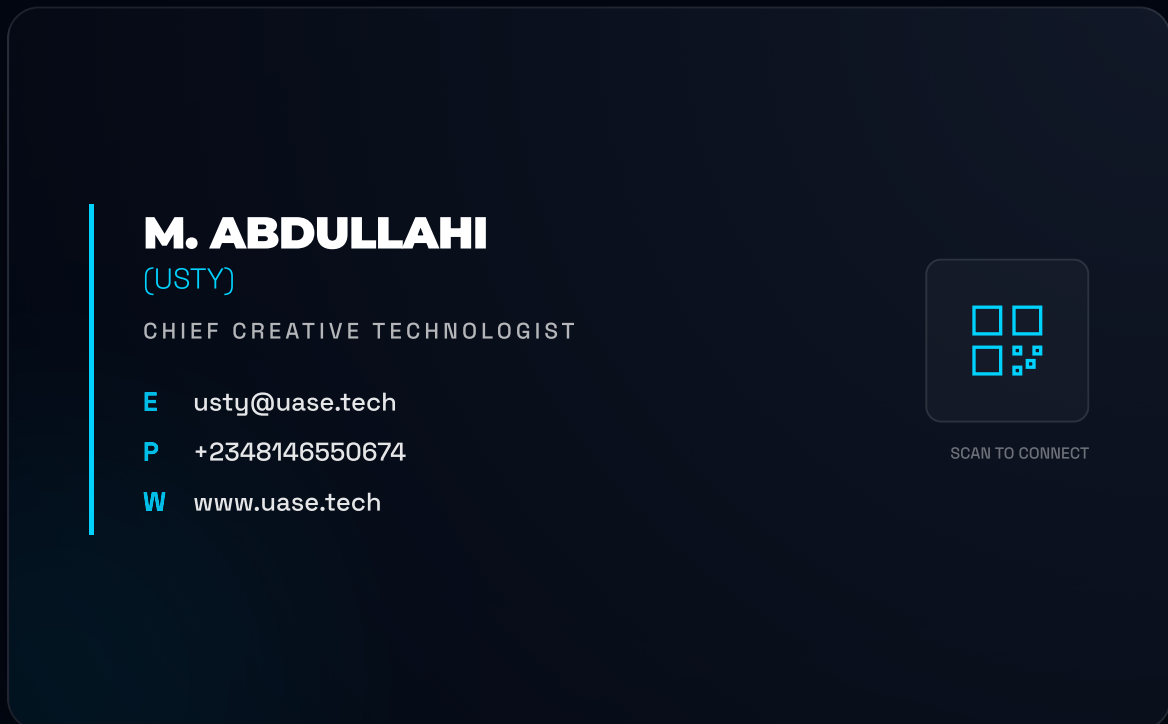 M. ABDULLAHI
(USTY)
CHIEF CREATIVE TECHNOLOGIST
E usty@uase.tech
P +2348146550674
W www.uase.tech
SCAN TO CONNECT